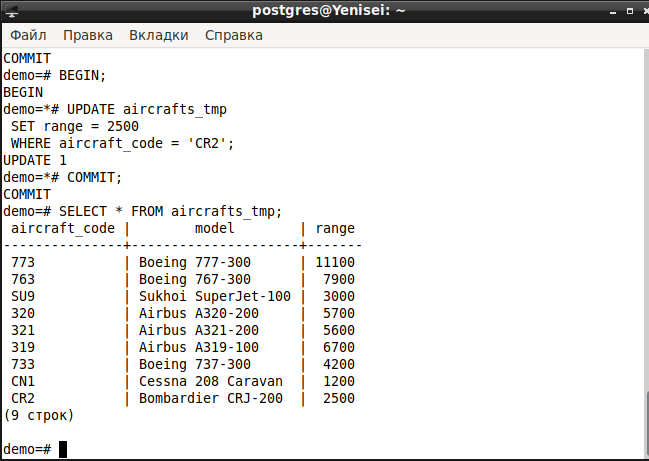 postgres@Yenisei: ~
Файл Правка Вкладки Справка
COMMIT
demo=# BEGIN;
BEGIN
demo=*# UPDATE aircrafts_tmp
 SET range = 2500
 WHERE aircraft_code = 'CR2';
UPDATE 1
demo=*# COMMIT;
COMMIT
demo=# SELECT * FROM aircrafts_tmp;
 aircraft_code |        model        | range
---------------+---------------------+-------
 773           | Boeing 777-300      | 11100
 763           | Boeing 767-300      |  7900
 SU9           | Sukhoi SuperJet-100 |  3000
 320           | Airbus A320-200     |  5700
 321           | Airbus A321-200     |  5600
 319           | Airbus A319-100     |  6700
 733           | Boeing 737-300      |  4200
 CN1           | Cessna 208 Caravan  |  1200
 CR2           | Bombardier CRJ-200  |  2500
(9 строк)
demo=#